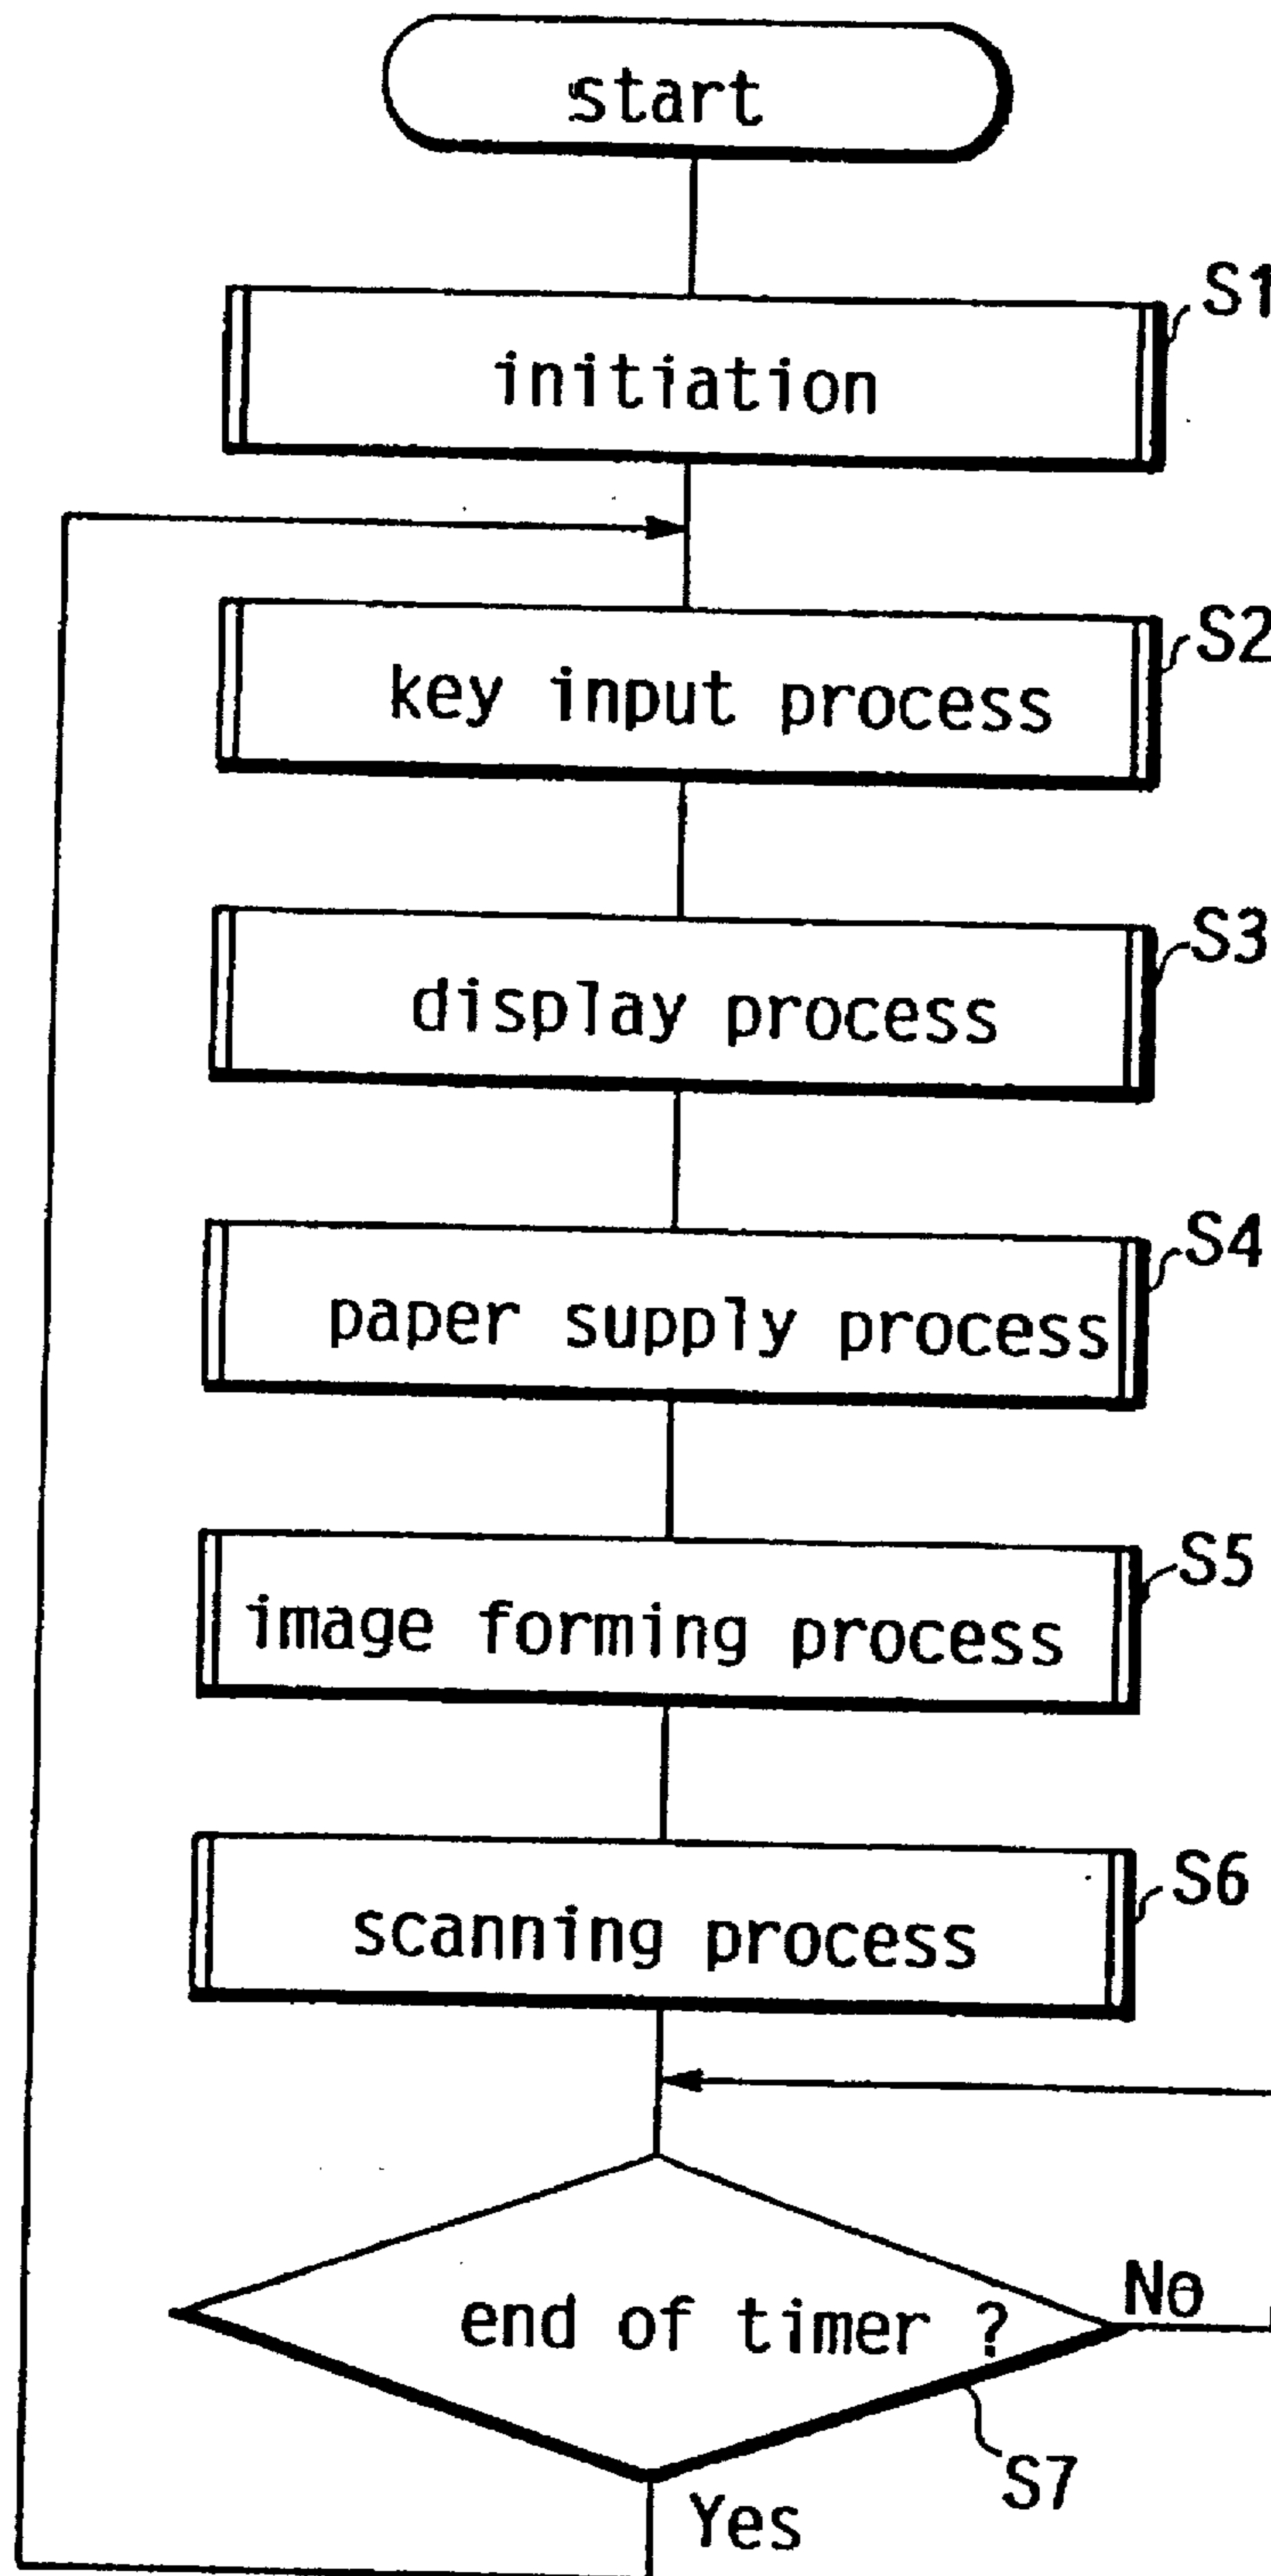 start
S1
initiation
S2
key input process
S3
display process
S4
paper supply process
S5
image forming process
S6
scanning process
No
end of timer ?
S7
Yes